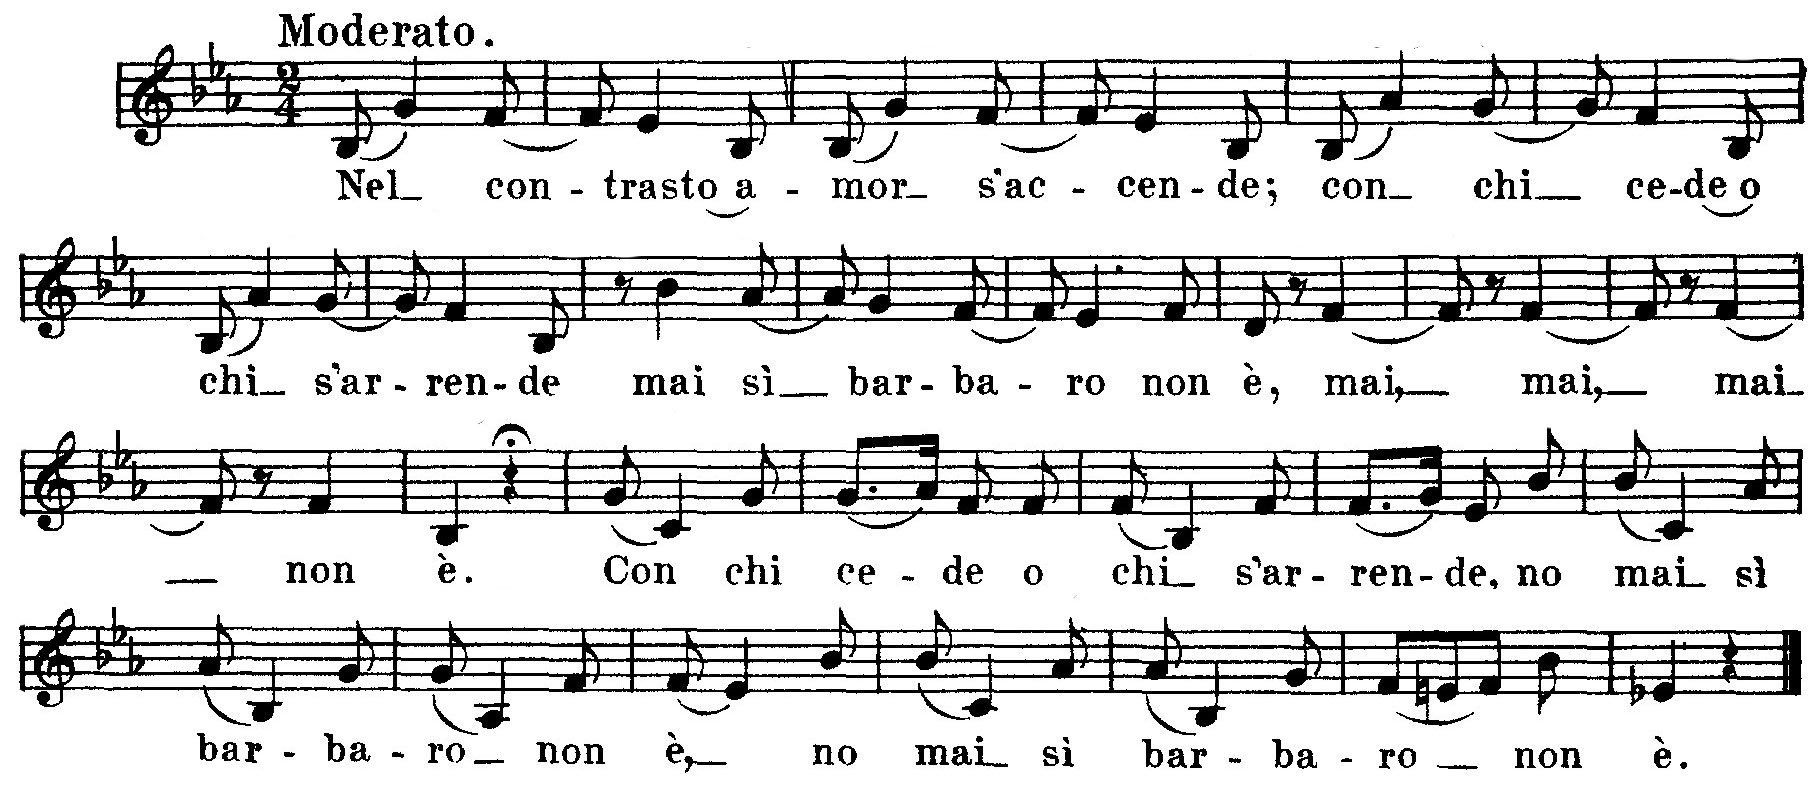 Moderato.
2
4
Nel_ con - trasto a - mor_ s'ac - cen - de; con_ chi_ ce-de o
chi_ s'ar - ren - de mai sì_ bar - ba - ro non è, mai,_ mai,_ mai_
_ non è. Con chi ce - de o chi_ s'ar - ren - de, no mai_ sì
bar - ba - ro_ non è,_ no mai_ sì bar - ba - ro _ non è.